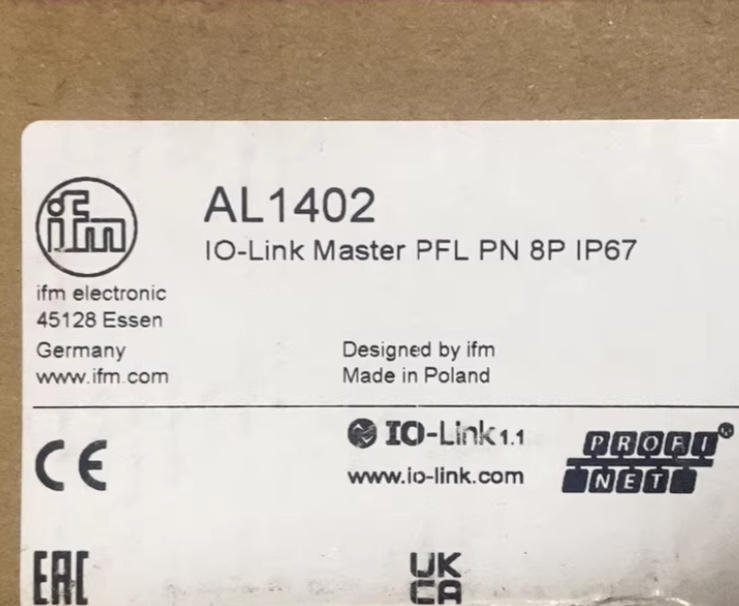 ifm
AL1402
IO-Link Master PFL PN 8P IP67
ifm electronic
45128 Essen
Germany
www.ifm.com
Designed by ifm
Made in Poland
CE
IO-Link 1.1
www.io-link.com
PROFI®
NET
EAC
UK
CA